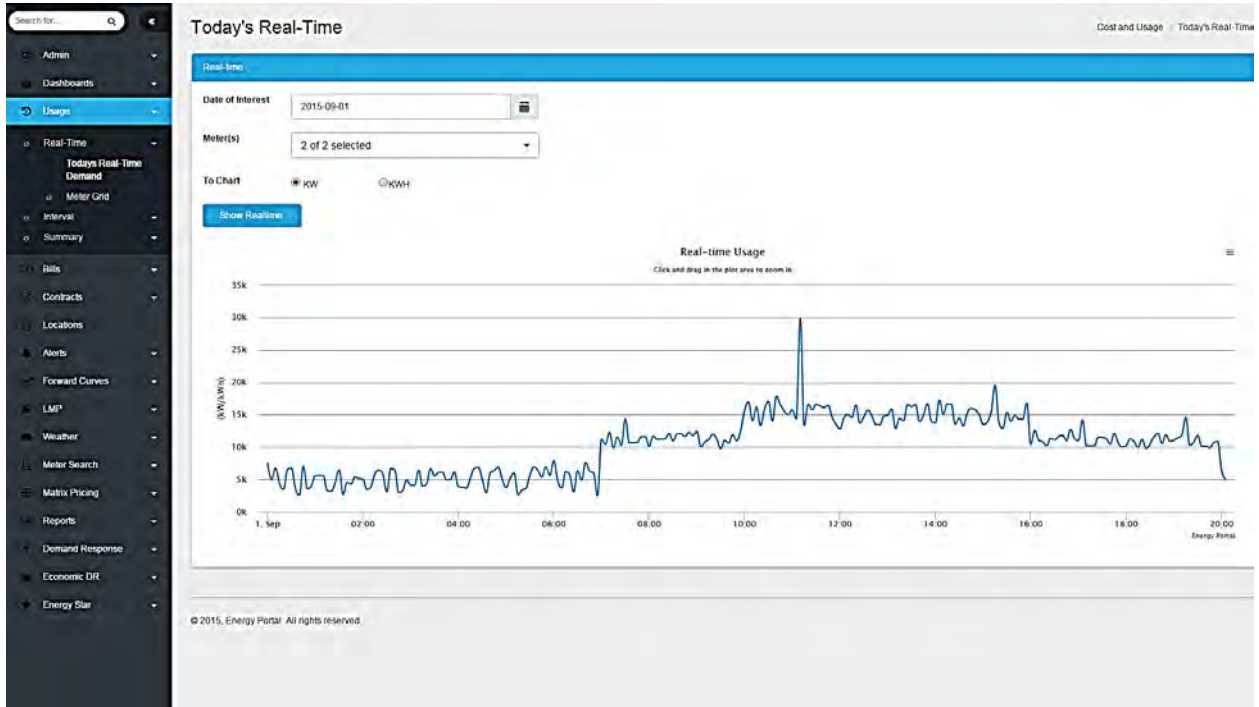 Search for...
Admin
Dashboards
Usage
Real-Time
Todays Real-Time
Demand
Meter Grid
Interval
Summary
Bills
Contracts
Locations
Alerts
Forward Curves
LMP
Weather
Meter Search
Matrix Pricing
Reports
Demand Response
Economic DR
Energy Star
Today's Real-Time
Cost and Usage
Today's Real-Time
Real-time
Date of Interest
2015-09-01
Meter(s)
2 of 2 selected
To Chart
KW
KWH
Show Realtime
Real-time Usage
Click and drag in the plot area to zoom in
(kW/kWh)
35k
30k
25k
20k
15k
10k
5k
0k
1. Sep
02:00
04:00
06:00
08:00
10:00
12:00
14:00
16:00
18:00
20:00
Energy Portal
© 2015, Energy Portal. All rights reserved.